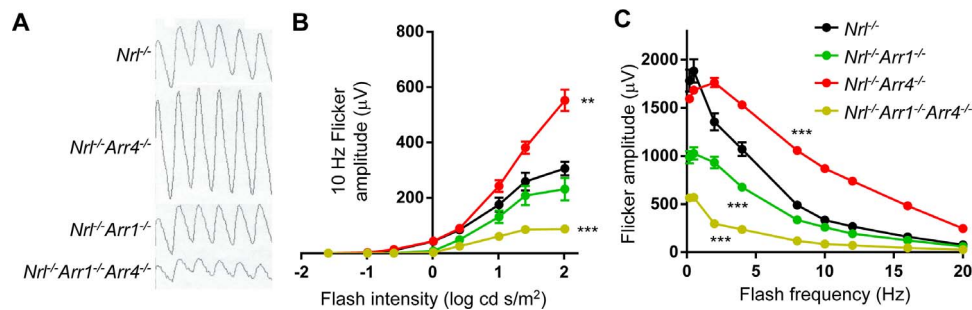 A
Nrl-/-
Nrl-/-Arr4-/-
Nrl-/-Arr1-/-
Nrl-/-Arr1-/-Arr4-/-
B
10 Hz Flicker
amplitude (μV)
800
600
400
200
0
-2 -1 0 1 2
Flash intensity (log cd s/m²)
**
***
C
Flicker amplitude (μV)
2000
1500
1000
500
0
0 5 10 15 20
Flash frequency (Hz)
***
***
***
Nrl-/-
Nrl-/-Arr1-/-
Nrl-/-Arr4-/-
Nrl-/-Arr1-/-Arr4-/-